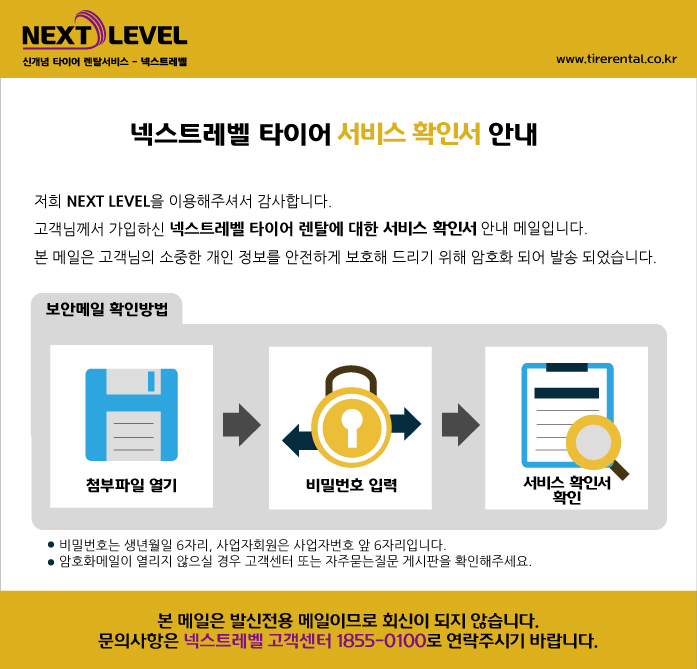 NEXT LEVEL
신개념 타이어 렌탈서비스 - 넥스트레벨
www.tirerental.co.kr
넥스트레벨 타이어 서비스 확인서 안내
저희 NEXT LEVEL을 이용해주셔서 감사합니다.
고객님께서 가입하신 넥스트레벨 타이어 렌탈에 대한 서비스 확인서 안내 메일입니다.
본 메일은 고객님의 소중한 개인 정보를 안전하게 보호해 드리기 위해 암호화 되어 발송 되었습니다.
보안메일 확인방법
첨부파일 열기
비밀번호 입력
서비스 확인서
확인
• 비밀번호는 생년월일 6자리, 사업자회원은 사업자번호 앞 6자리입니다.
• 암호화메일이 열리지 않으실 경우 고객센터 또는 자주묻는질문 게시판을 확인해주세요.
본 메일은 발신전용 메일이므로 회신이 되지 않습니다.
문의사항은 넥스트레벨 고객센터 1855-0100로 연락주시기 바랍니다.